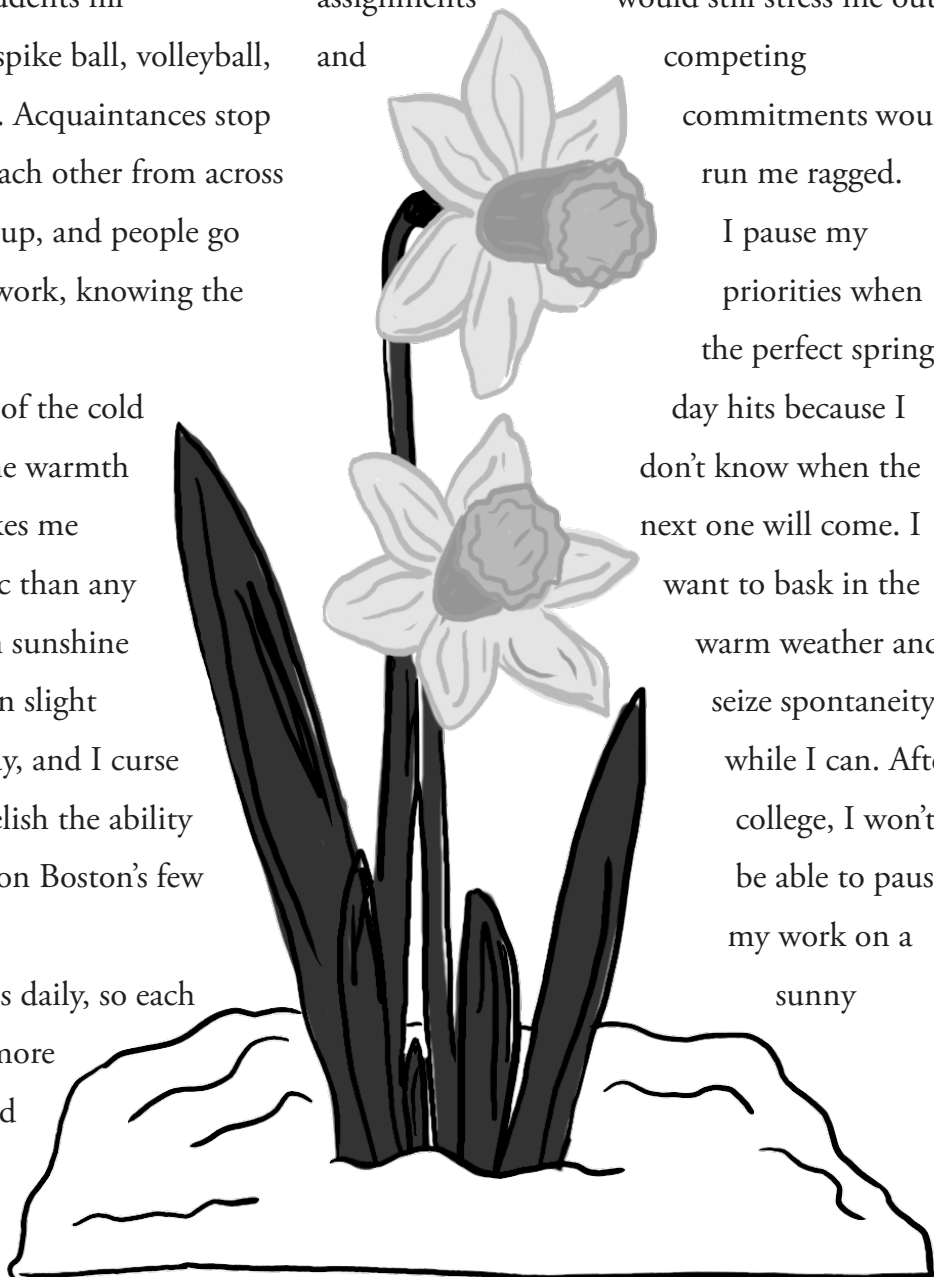 spike ball, volleyball,
. Acquaintances stop
ach other from across
up, and people go
work, knowing the
of the cold
e warmth
kes me
c than any
sunshine
n slight
y, and I curse
elish the ability
on Boston's few
s daily, so each
more
d
assignments would still stress me out
and competing
commitments wou
run me ragged.
I pause my
priorities when
the perfect spring
day hits because I
don't know when the
next one will come. I
want to bask in the
warm weather and
seize spontaneity
while I can. Afte
college, I won't
be able to paus
my work on a
sunny